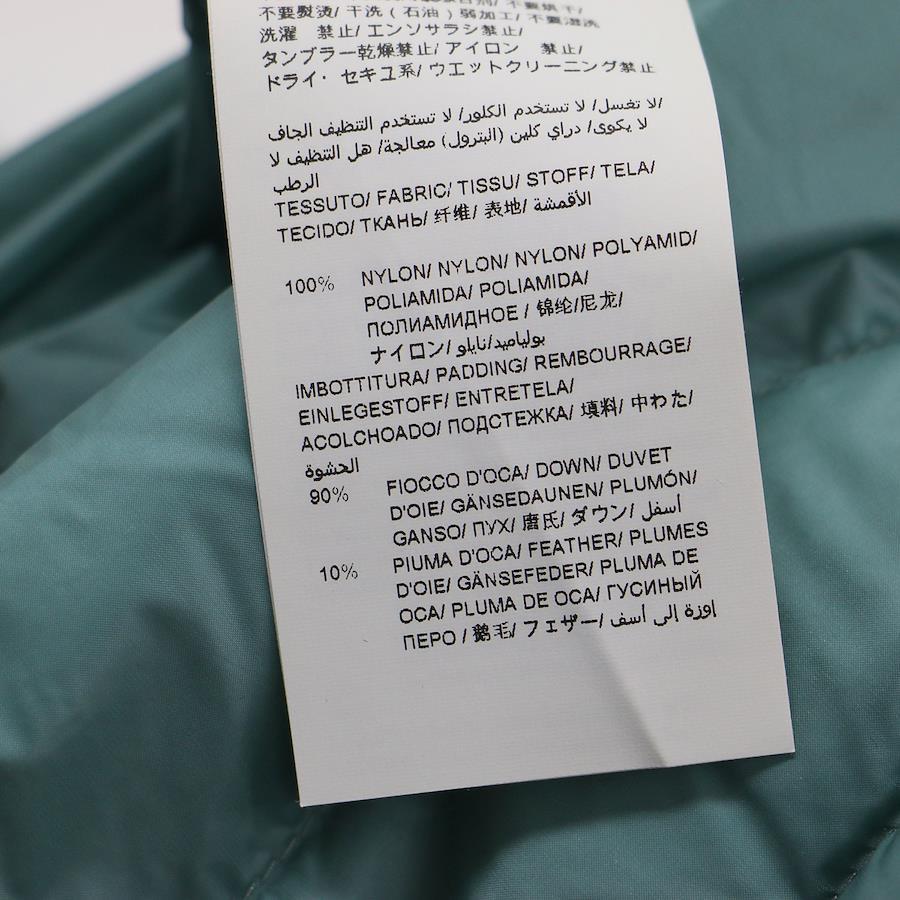 不要熨烫/ 干洗（石油）弱加工/ 不要湿洗
洗濯　禁止/ エンソサラシ禁止/
タンブラー乾燥禁止/ アイロン　禁止/
ドライ・セキユ系/ ウエットクリーニング禁止
/لا تغسل/ لا تستخدم الكلور/ لا تستخدم التنظيف الجاف
لا يكوى/ دراي كلين (البترول) معالجة/ هل التنظيف لا
الرطب
TESSUTO/ FABRIC/ TISSU/ STOFF/ TELA/
TECIDO/ ТКАНЬ/ 纤维/ 表地/ الأقمشة
100% NYLON/ NYLON/ NYLON/ POLYAMID/
POLIAMIDA/ POLIAMIDA/
ПОЛИАМИДНОЕ / 锦纶/尼龙/
ナイロン/ بولياميد/نايلو
IMBOTTITURA/ PADDING/ REMBOURRAGE/
EINLEGESTOFF/ ENTRETELA/
ACOLCHOADO/ ПОДСТЕЖКА/ 填料/ 中わた/
الحشوة
90% FIOCCO D'OCA/ DOWN/ DUVET
D'OIE/ GÄNSEDAUNEN/ PLUMÓN/
GANSO/ ПУХ/ 唐氏/ ダウン/ أسفل
10% PIUMA D'OCA/ FEATHER/ PLUMES
D'OIE/ GÄNSEFEDER/ PLUMA DE
OCA/ PLUMA DE OCA/ ГУСИНЫЙ
ПЕРО / 鹅毛/ フェザー/ اوزة إلى أسف